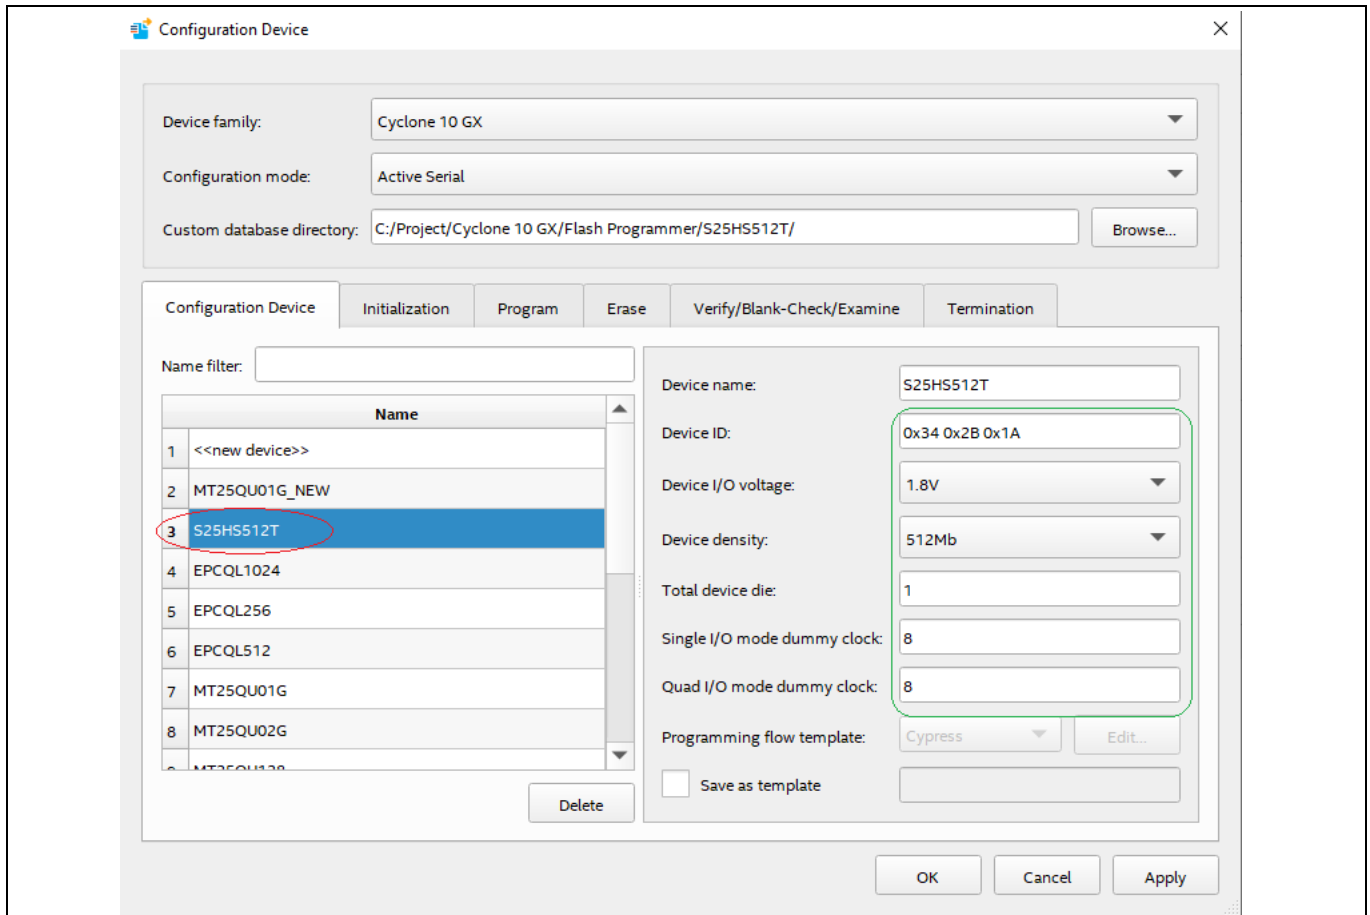 Configuration Device
Device family: Cyclone 10 GX
Configuration mode: Active Serial
Custom database directory: C:/Project/Cyclone 10 GX/Flash Programmer/S25HS512T/ Browse...
Configuration Device Initialization Program Erase Verify/Blank-Check/Examine Termination
Name filter:
Name
1 <<new device>>
2 MT25QU01G_NEW
3 S25HS512T
4 EPCQL1024
5 EPCQL256
6 EPCQL512
7 MT25QU01G
8 MT25QU02G
Delete
Device name: S25HS512T
Device ID: 0x34 0x2B 0x1A
Device I/O voltage: 1.8V
Device density: 512Mb
Total device die: 1
Single I/O mode dummy clock: 8
Quad I/O mode dummy clock: 8
Programming flow template: Cypress Edit...
Save as template
OK Cancel Apply